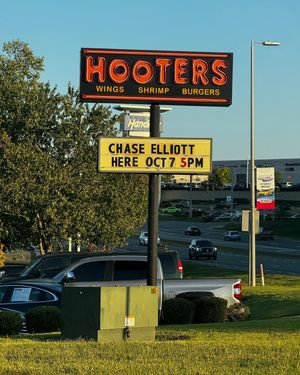 HOOTERS
WINGS SHRIMP BURGERS
CHASE ELLIOTT
HERE OCT 7 5PM